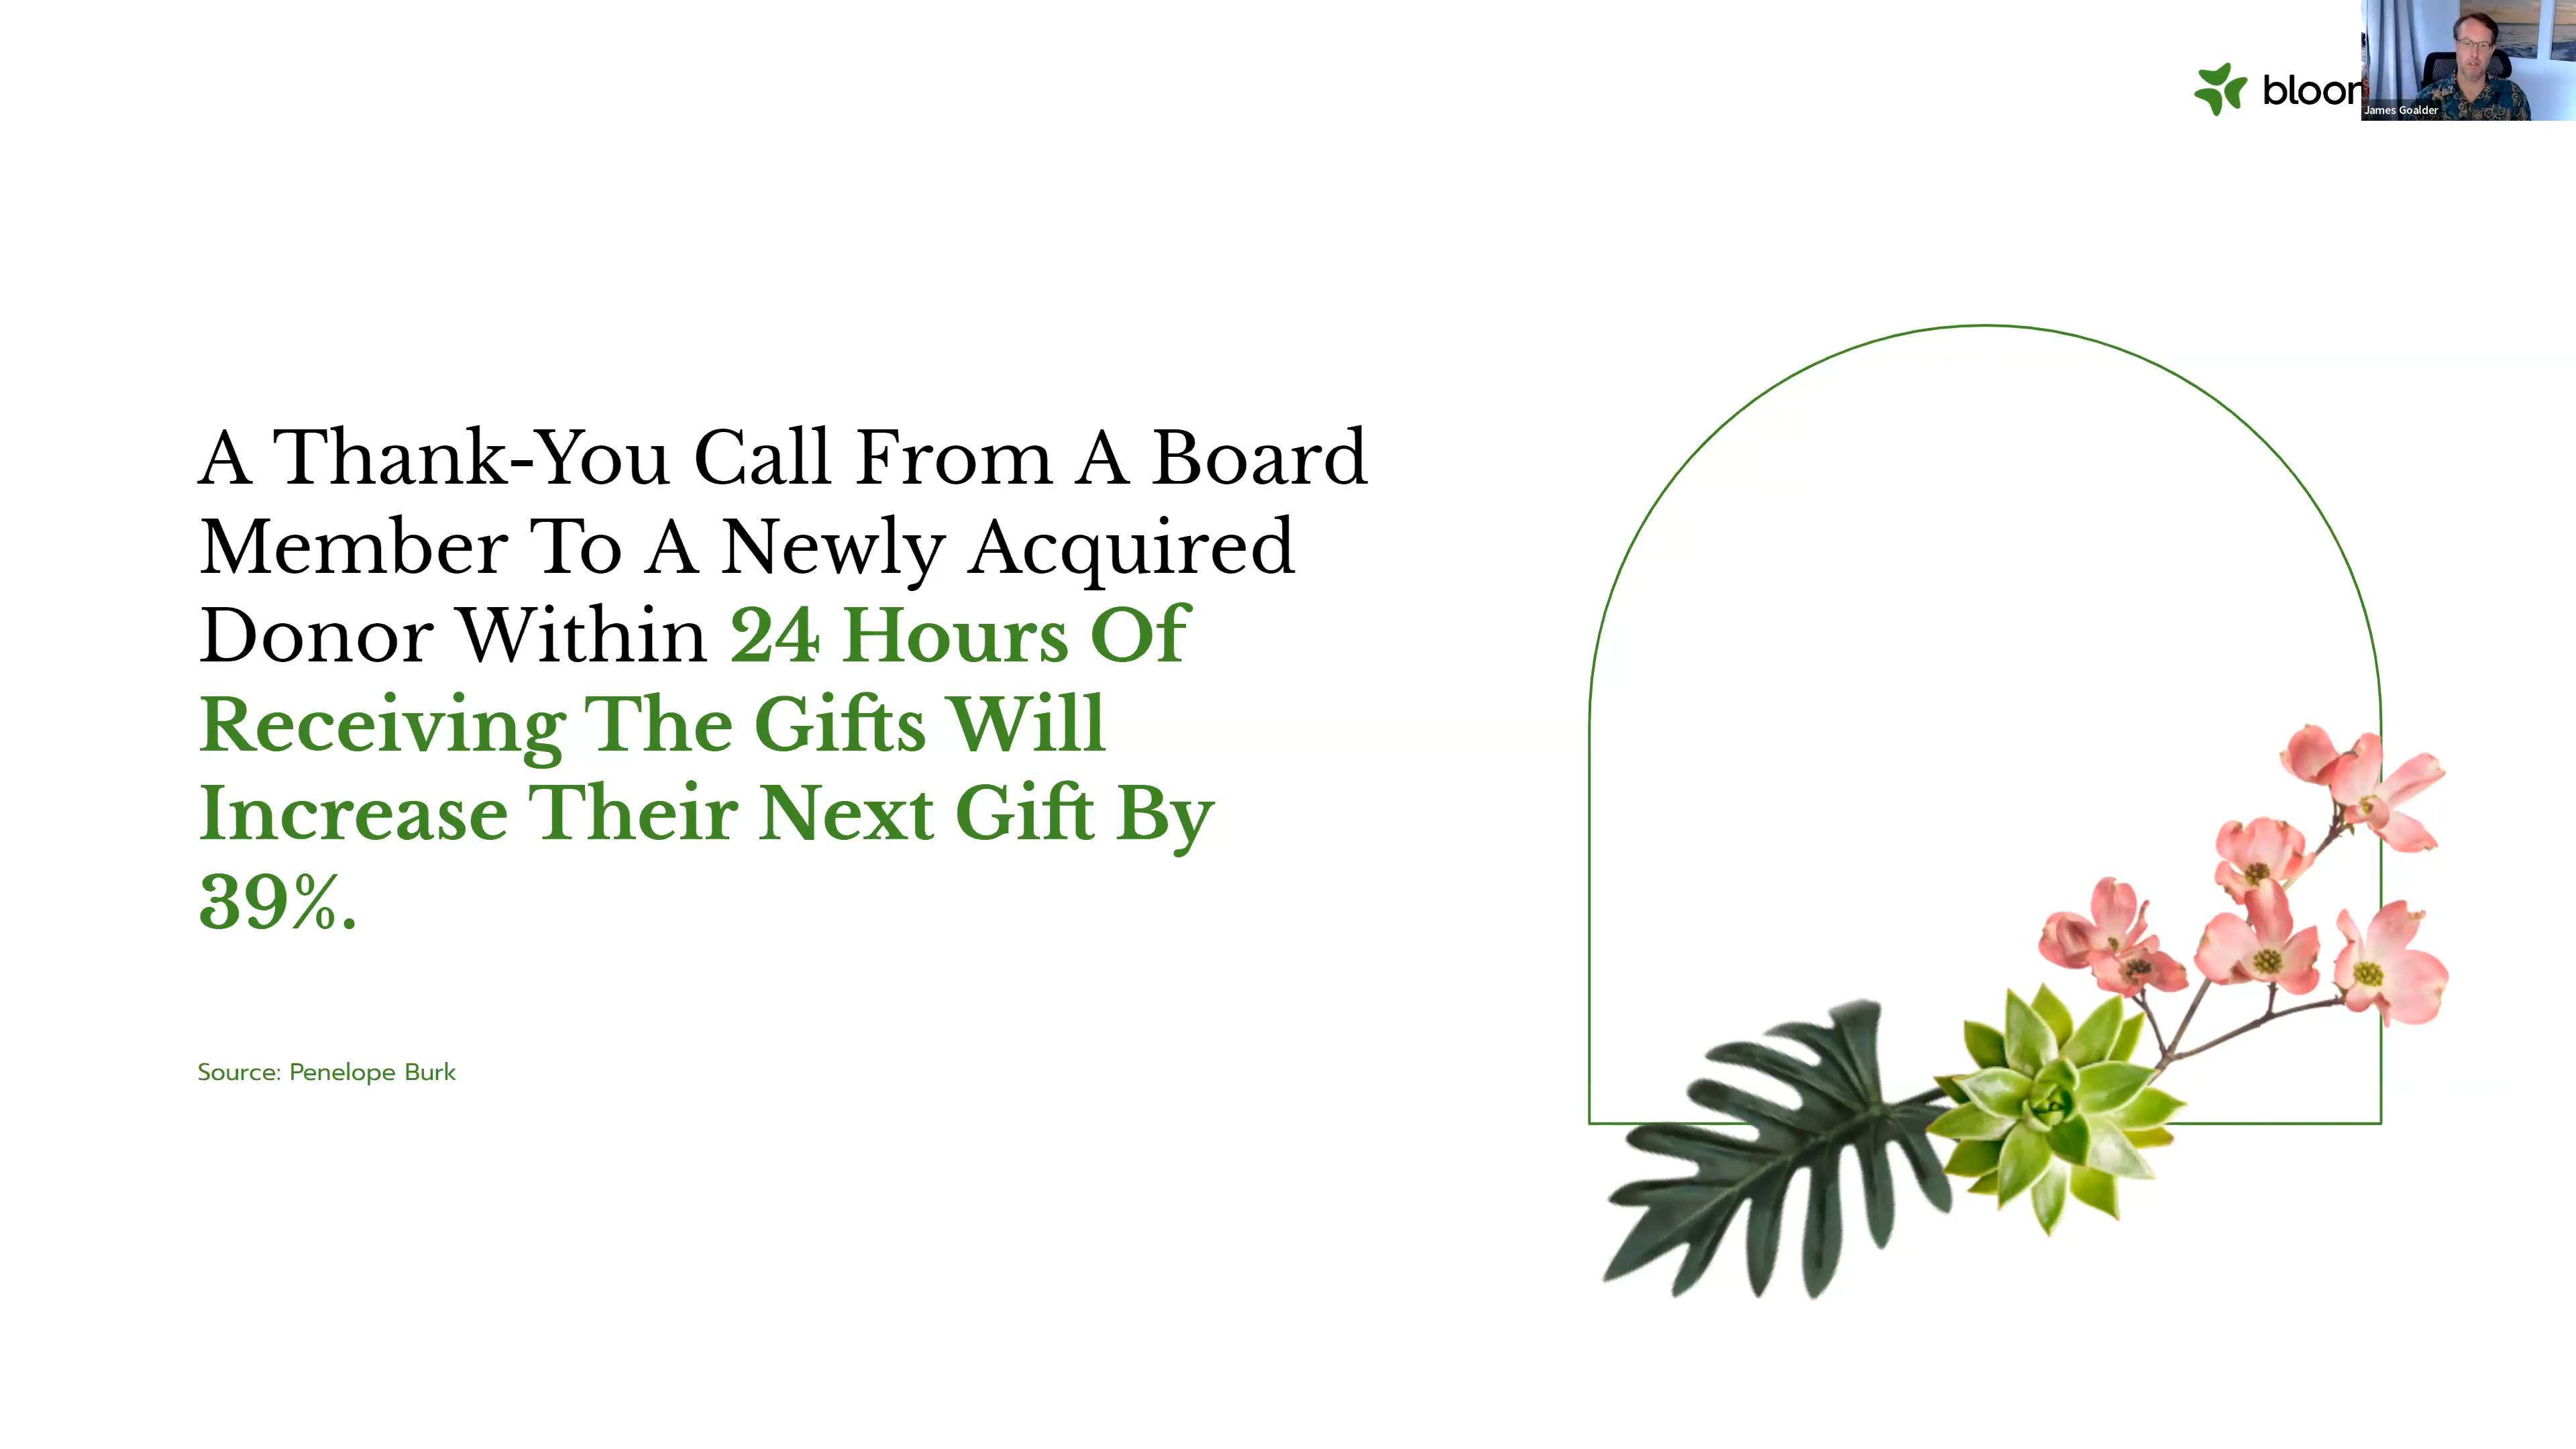 bloom
James Goalder
A Thank-You Call From A Board
Member To A Newly Acquired
Donor Within 24 Hours Of
Receiving The Gifts Will
Increase Their Next Gift By
39%.
Source: Penelope Burk